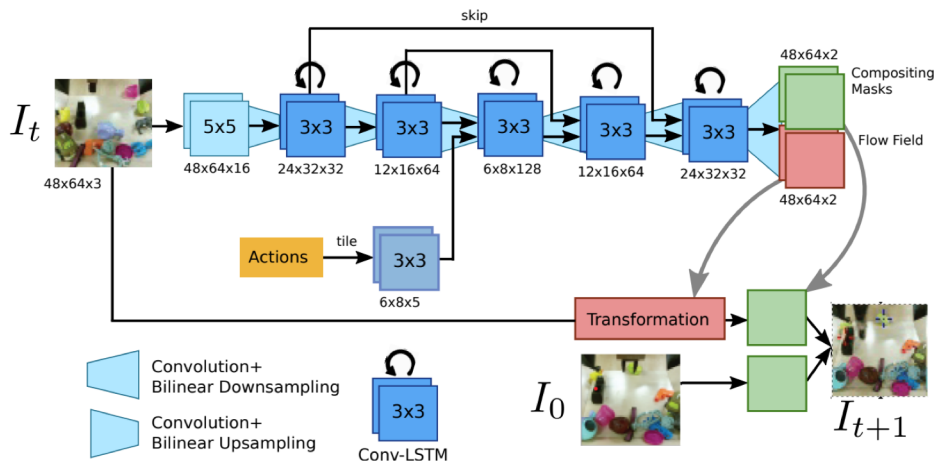 skip
48x64x2
Compositing
Masks
I_t
5x5
3x3
3x3
3x3
3x3
3x3
Flow Field
48x64x3
48x64x16
24x32x32
12x16x64
6x8x128
12x16x64
24x32x32
48x64x2
Actions
tile
3x3
6x8x5
Transformation
Convolution+
Bilinear Downsampling
I_0
I_{t+1}
Convolution+
Bilinear Upsampling
3x3
Conv-LSTM